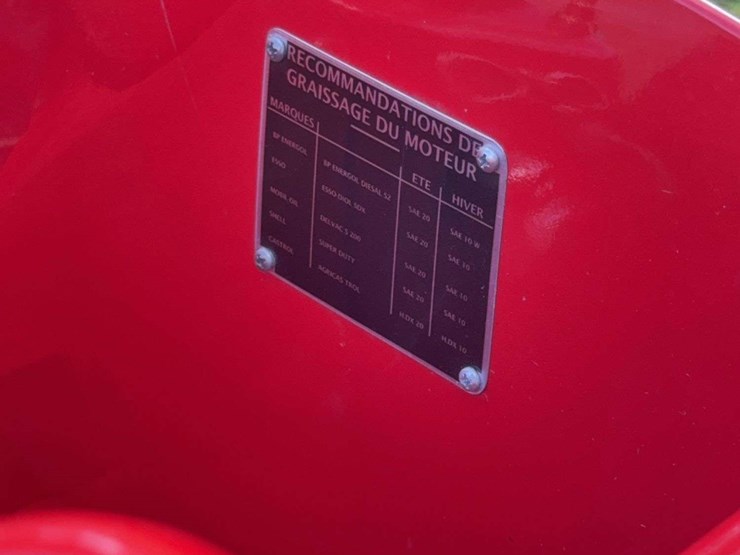 RECOMMANDATIONS DE
GRAISSAGE DU MOTEUR
MARQUES ETE HIVER
BP ENERGOL BP ENERGOL DIESAL S2 SAE 20 SAE 10 W
ESSO ESSO-DIOL SDX SAE 20 SAE 10
MOBIL OIL DELVAC S 200 SAE 20 SAE 10
SHELL SUPER DUTY SAE 20 SAE 10
CASTROL AGRICAS TROL H.DX 20 H.DX 10